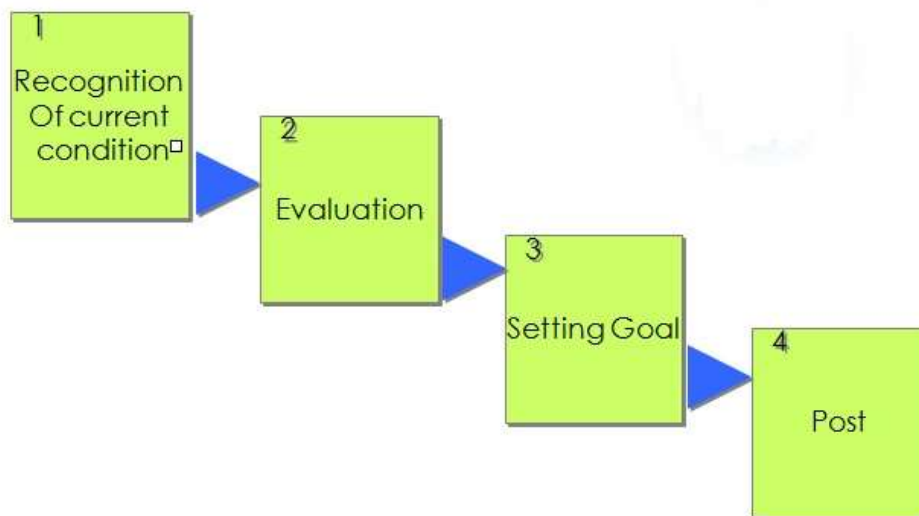 1
Recognition
Of current
condition
2
Evaluation
3
Setting Goal
4
Post